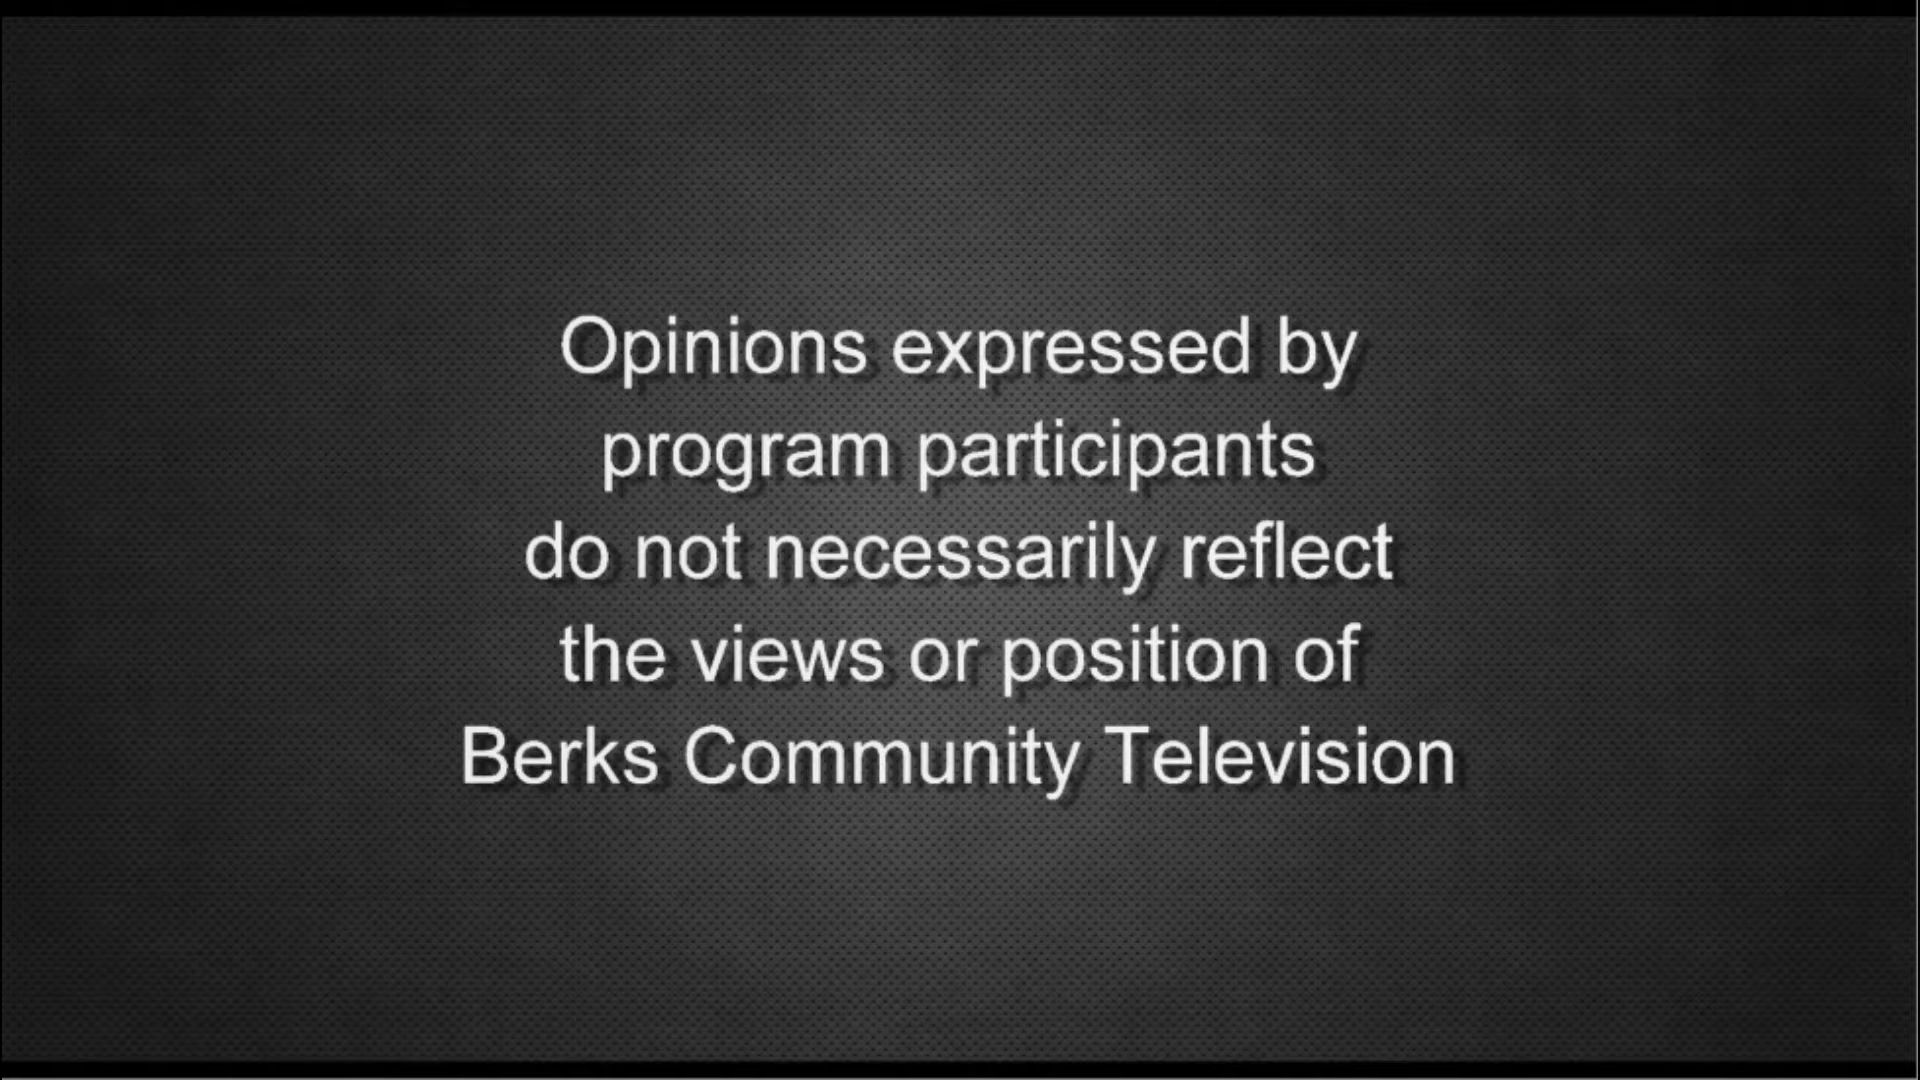 Opinions expressed by
program participants
do not necessarily reflect
the views or position of
Berks Community Television